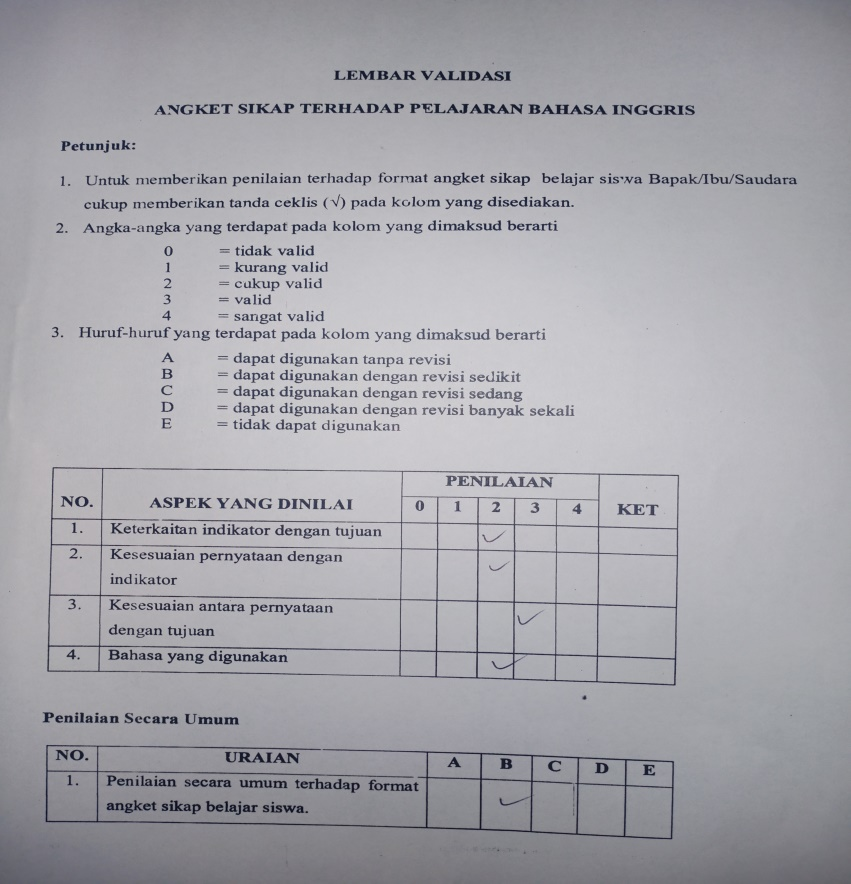 LEMBAR VALIDASI
ANGKET SIKAP TERHADAP PELAJARAN BAHASA INGGRIS
Petunjuk:
1. Untuk memberikan penilaian terhadap format angket sikap belajar siswa Bapak/Ibu/Saudara
cukup memberikan tanda ceklis (√) pada kolom yang disediakan.
2. Angka-angka yang terdapat pada kolom yang dimaksud berarti
0 = tidak valid
1 = kurang valid
2 = cukup valid
3 = valid
4 = sangat valid
3. Huruf-huruf yang terdapat pada kolom yang dimaksud berarti
A = dapat digunakan tanpa revisi
B = dapat digunakan dengan revisi sedikit
C = dapat digunakan dengan revisi sedang
D = dapat digunakan dengan revisi banyak sekali
E = tidak dapat digunakan
PENILAIAN
NO. ASPEK YANG DINILAI 0 1 2 3 4 KET
1. Keterkaitan indikator dengan tujuan ✓
2. Kesesuaian pernyataan dengan ✓
indikator
3. Kesesuaian antara pernyataan ✓
dengan tujuan
4. Bahasa yang digunakan ✓
Penilaian Secara Umum
NO. URAIAN A B C D E
1. Penilaian secara umum terhadap format ✓
angket sikap belajar siswa.